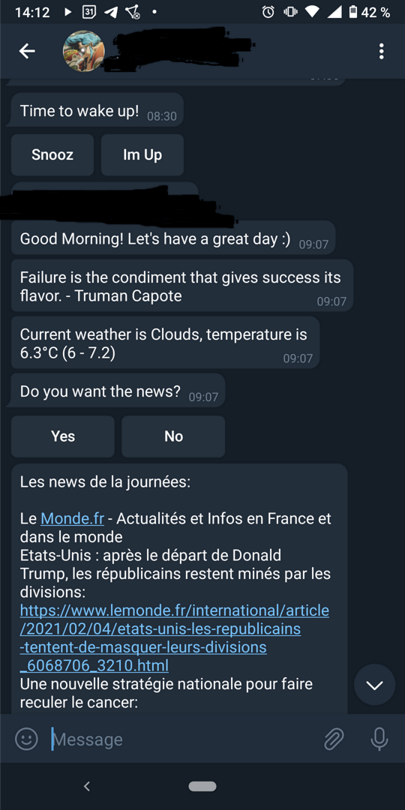 14:12
31
42 %
Time to wake up! 08:30
Snooz Im Up
Good Morning! Let's have a great day :) 09:07
Failure is the condiment that gives success its
flavor. - Truman Capote
09:07
Current weather is Clouds, temperature is
6.3°C (6 - 7.2)
09:07
Do you want the news? 09:07
Yes No
Les news de la journées:
Le Monde.fr - Actualités et Infos en France et
dans le monde
Etats-Unis : après le départ de Donald
Trump, les républicains restent minés par les
divisions:
https://www.lemonde.fr/international/article
/2021/02/04/etats-unis-les-republicains
-tentent-de-masquer-leurs-divisions
_6068706_3210.html
Une nouvelle stratégie nationale pour faire
reculer le cancer:
Message